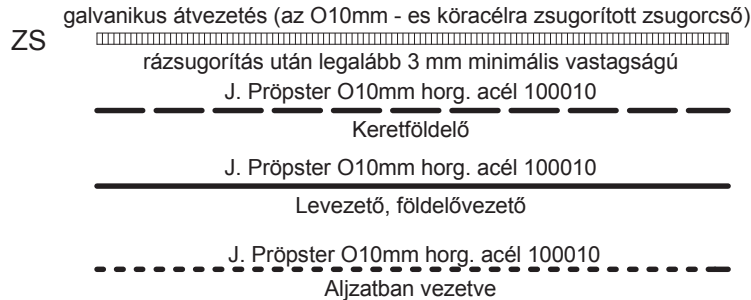 galvanikus átvezetés (az O10mm - es köracélra zsugorított zsugorcső)
ZS
rázsugorítás után legalább 3 mm minimális vastagságú
J. Pröpster O10mm horg. acél 100010
Keretföldelő
J. Pröpster O10mm horg. acél 100010
Levezető, földelővezető
J. Pröpster O10mm horg. acél 100010
Aljzatban vezetve